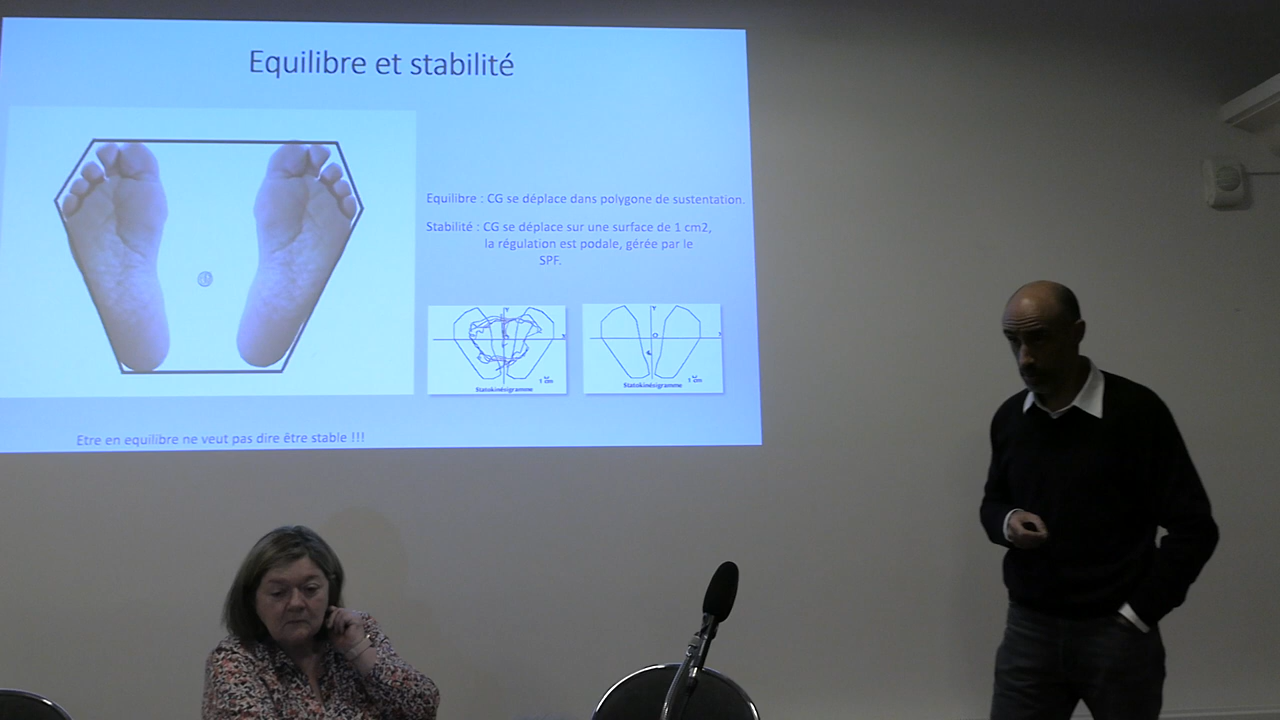 Equilibre et stabilité
Equilibre : CG se déplace dans polygone de sustentation.
Stabilité : CG se déplace sur une surface de 1 cm2,
la régulation est podale, gérée par le
SPF.
Y
Statokinésigramme
1 cm
Y
Statokinésigramme
1 cm
Etre en equilibre ne veut pas dire être stable !!!